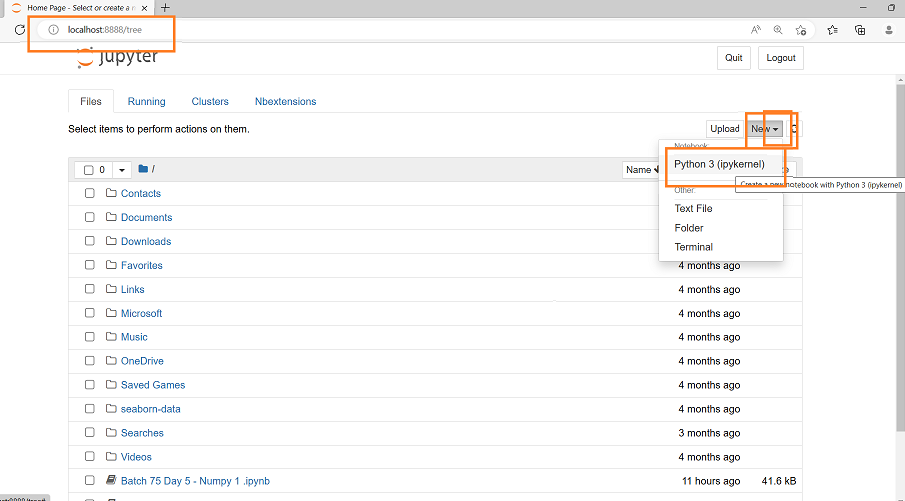 Home Page - Select or create a n
localhost:8888/tree
jupyter
Quit
Logout
Files
Running
Clusters
Nbextensions
Select items to perform actions on them.
Upload
New
0
/
Name
Notebook:
Python 3 (ipykernel)
Create a new notebook with Python 3 (ipykernel)
Other:
Text File
Folder
Terminal
Contacts
Documents
Downloads
Favorites 4 months ago
Links 4 months ago
Microsoft 4 months ago
Music 4 months ago
OneDrive 4 months ago
Saved Games 4 months ago
seaborn-data 4 months ago
Searches 3 months ago
Videos 4 months ago
Batch 75 Day 5 - Numpy 1 .ipynb 11 hours ago 41.6 kB